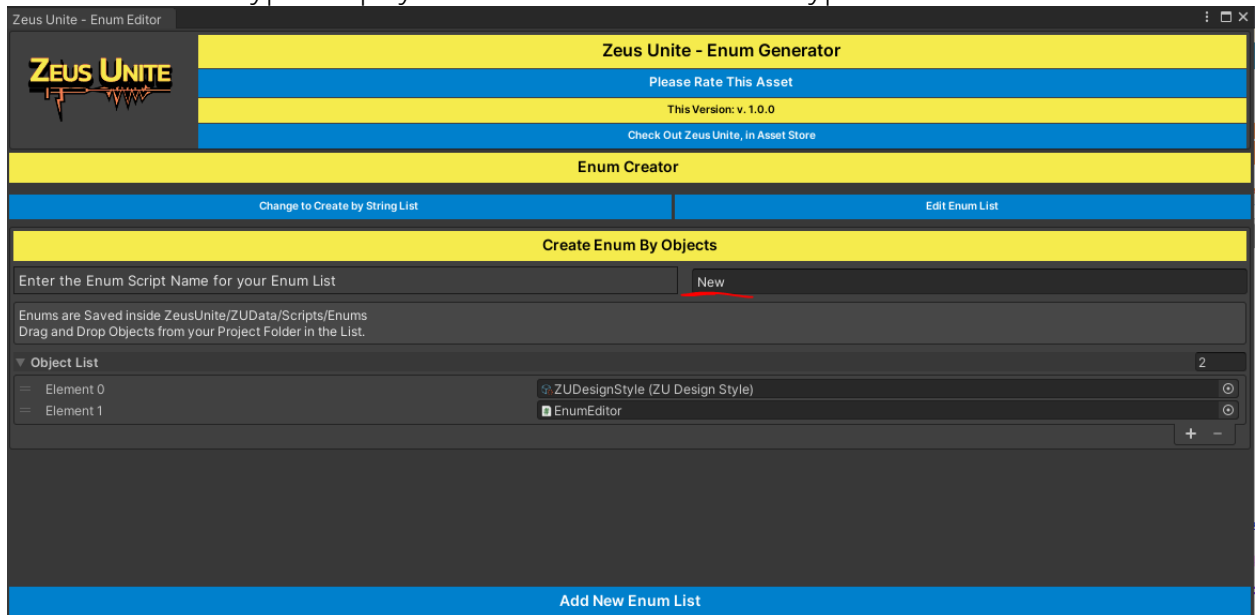 Zeus Unite - Enum Editor
ZEUS UNITE
Zeus Unite - Enum Generator
Please Rate This Asset
This Version: v. 1.0.0
Check Out Zeus Unite, in Asset Store
Enum Creator
Change to Create by String List
Edit Enum List
Create Enum By Objects
Enter the Enum Script Name for your Enum List
New
Enums are Saved inside ZeusUnite/ZUData/Scripts/Enums
Drag and Drop Objects from your Project Folder in the List.
Object List
2
Element 0
ZUDesignStyle (ZU Design Style)
Element 1
EnumEditor
Add New Enum List